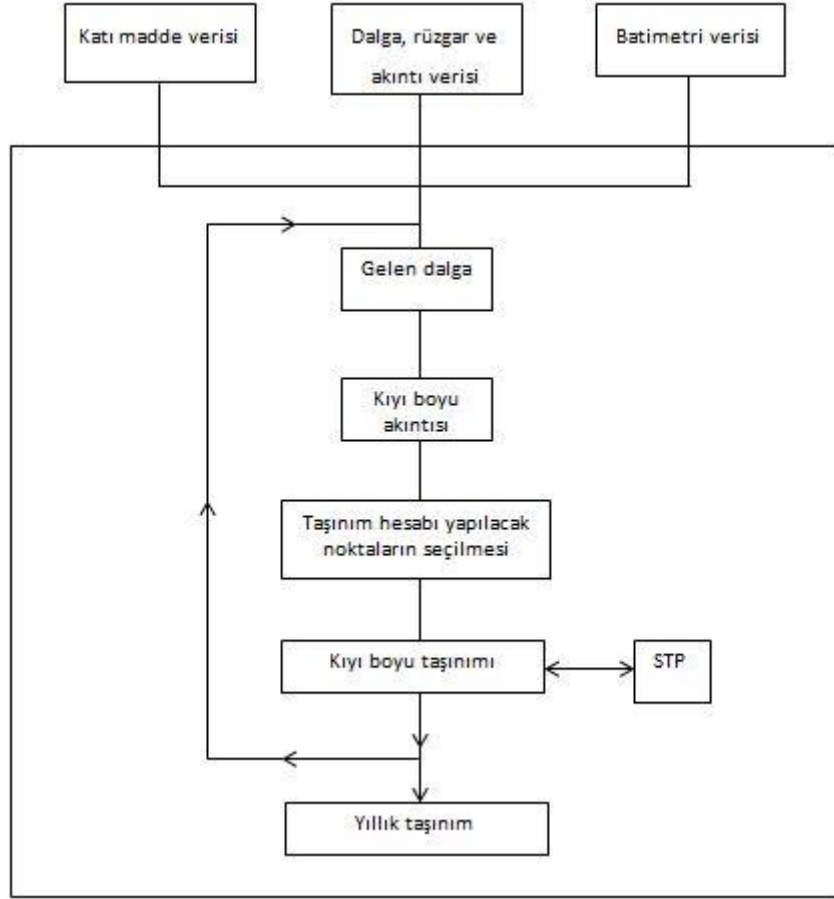 Katı madde verisi
Dalga, rüzgar ve
akıntı verisi
Batimetri verisi
Gelen dalga
Kıyı boyu
akıntısı
Taşınım hesabı yapılacak
noktaların seçilmesi
Kıyı boyu taşınımı
STP
Yıllık taşınım